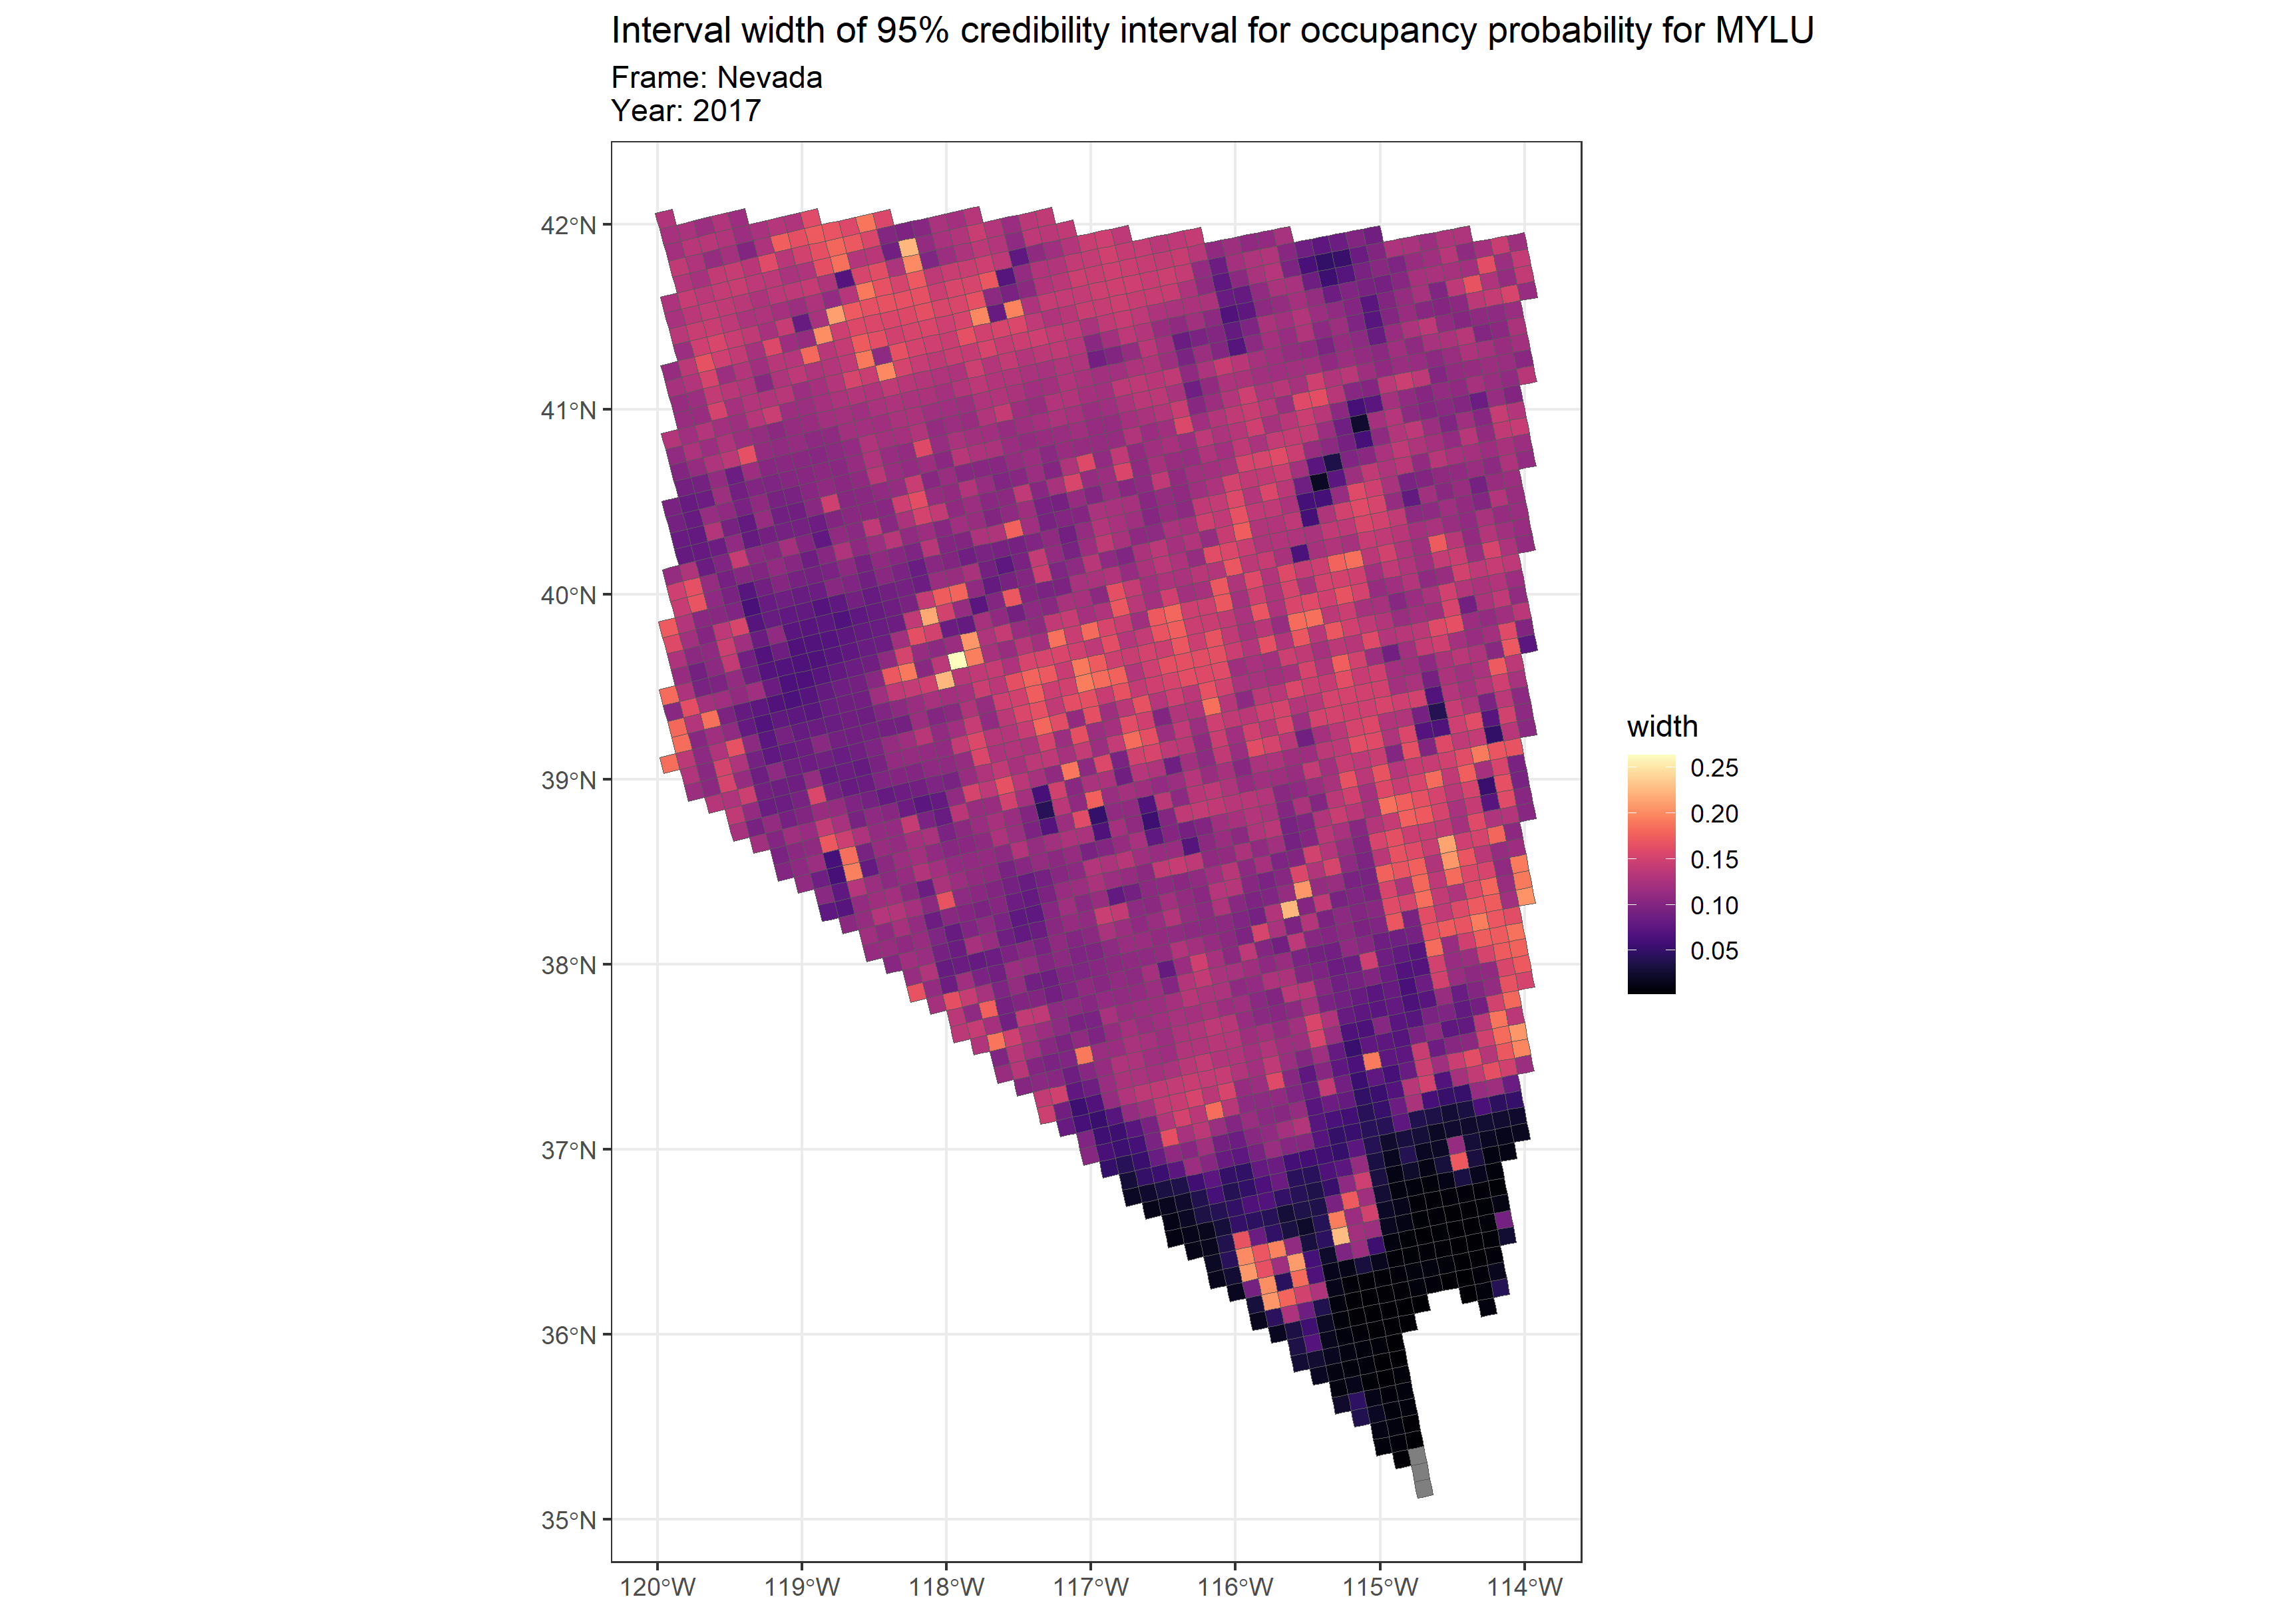 Interval width of 95% credibility interval for occupancy probability for MYLU
Frame: Nevada
Year: 2017
42°N
41°N
40°N
39°N
38°N
37°N
36°N
35°N
120°W 119°W 118°W 117°W 116°W 115°W 114°W
width
0.25
0.20
0.15
0.10
0.05